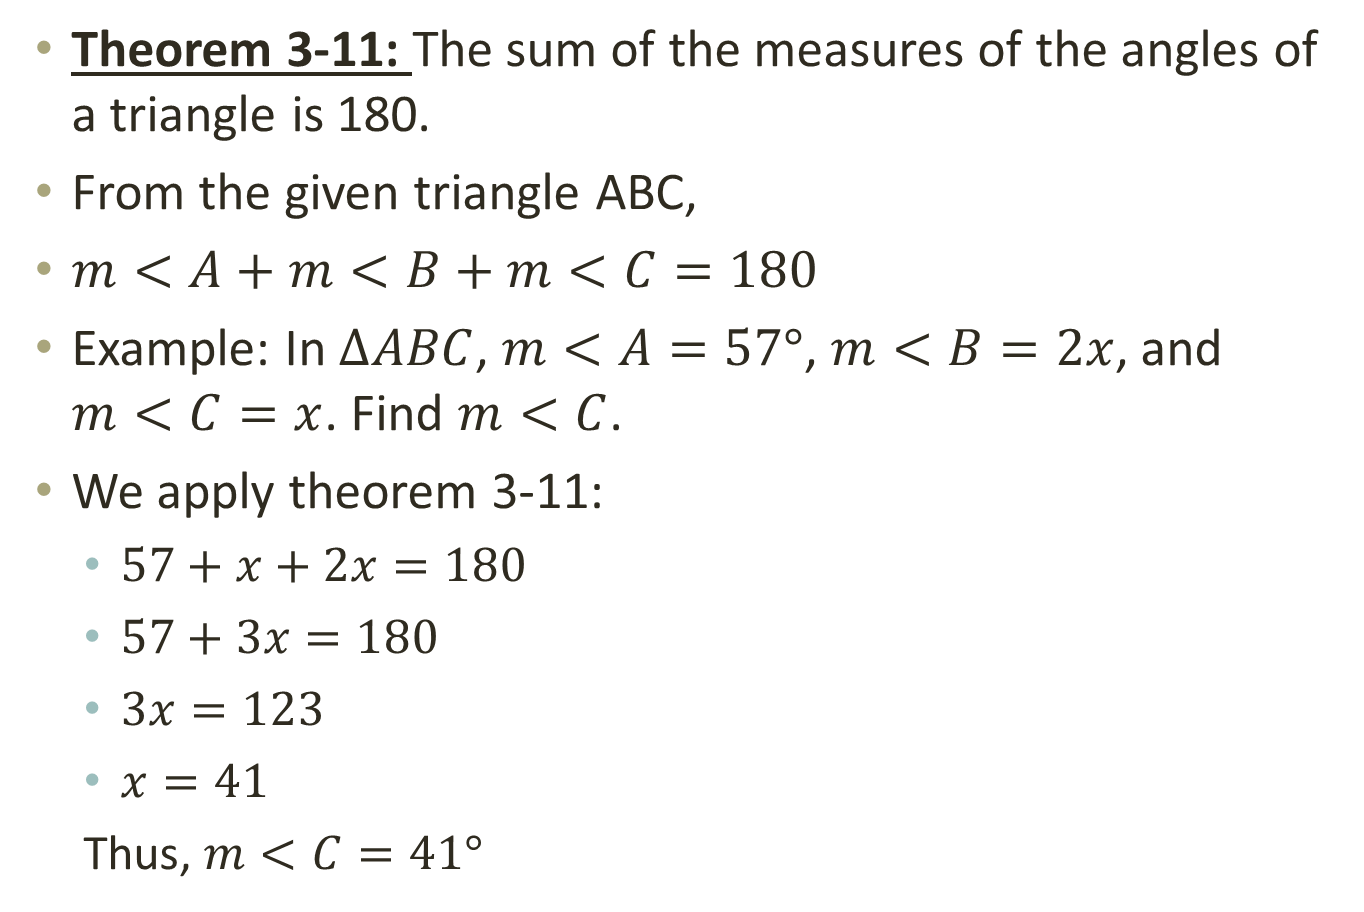 • Theorem 3-11: The sum of the measures of the angles of
a triangle is 180.
• From the given triangle ABC,
• m < A + m < B + m < C = 180
• Example: In ΔABC, m < A = 57°, m < B = 2x, and
m < C = x. Find m < C.
• We apply theorem 3-11:
• 57 + x + 2x = 180
• 57 + 3x = 180
• 3x = 123
• x = 41
Thus, m < C = 41°